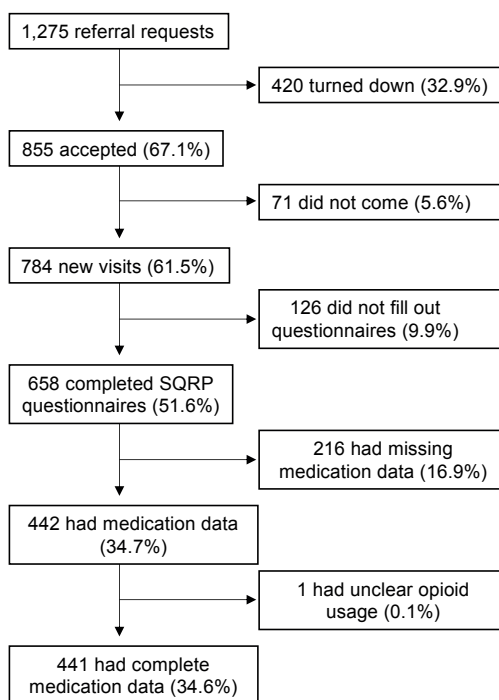 1,275 referral requests
420 turned down (32.9%)
855 accepted (67.1%)
71 did not come (5.6%)
784 new visits (61.5%)
126 did not fill out
questionnaires (9.9%)
658 completed SQRP
questionnaires (51.6%)
216 had missing
medication data (16.9%)
442 had medication data
(34.7%)
1 had unclear opioid
usage (0.1%)
441 had complete
medication data (34.6%)